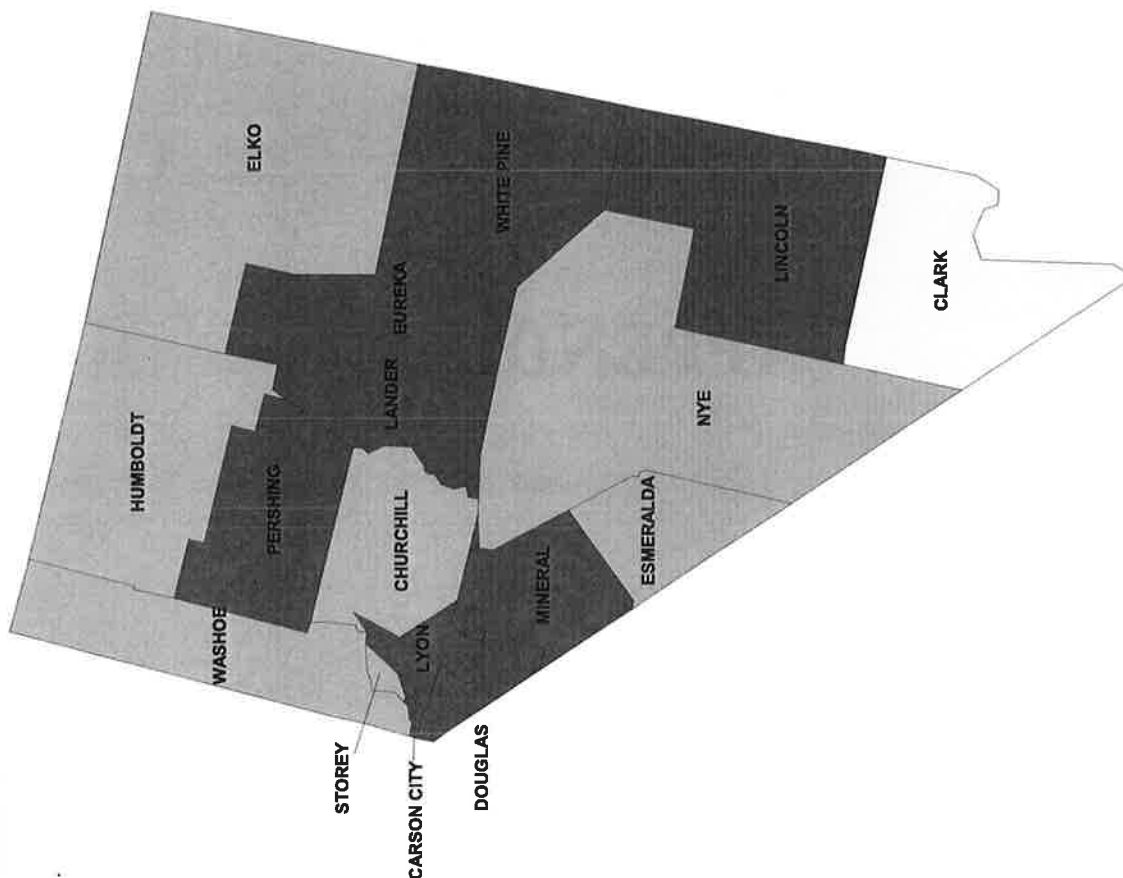 ELKO
WHITE PINE
HUMBOLDT
EUREKA
LANDER
LINCOLN
PERSHING
CLARK
CHURCHILL
NYE
WASHOE
ESMERALDA
MINERAL
LYON
STOREY
DOUGLAS
CARSON CITY